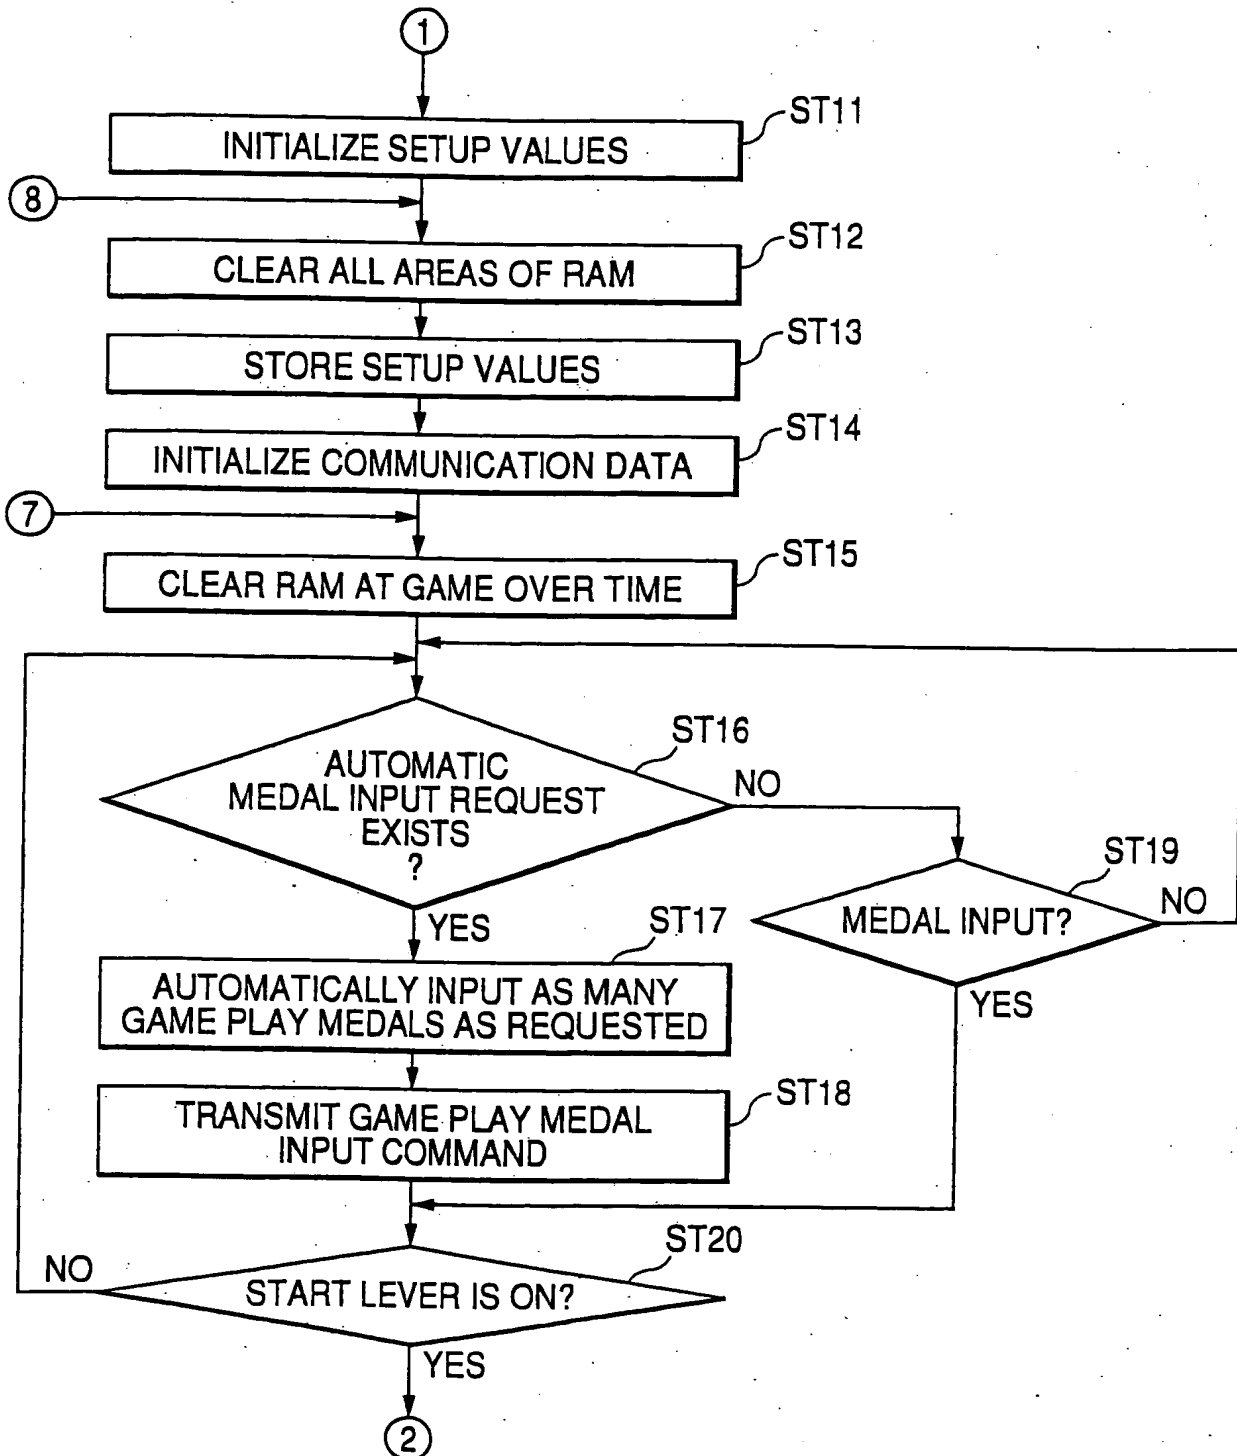 1
ST11
INITIALIZE SETUP VALUES
8
ST12
CLEAR ALL AREAS OF RAM
ST13
STORE SETUP VALUES
ST14
INITIALIZE COMMUNICATION DATA
7
ST15
CLEAR RAM AT GAME OVER TIME
ST16
AUTOMATIC
MEDAL INPUT REQUEST
EXISTS
?
NO
ST19
MEDAL INPUT?
NO
YES
YES
ST17
AUTOMATICALLY INPUT AS MANY
GAME PLAY MEDALS AS REQUESTED
ST18
TRANSMIT GAME PLAY MEDAL
INPUT COMMAND
ST20
START LEVER IS ON?
NO
YES
2